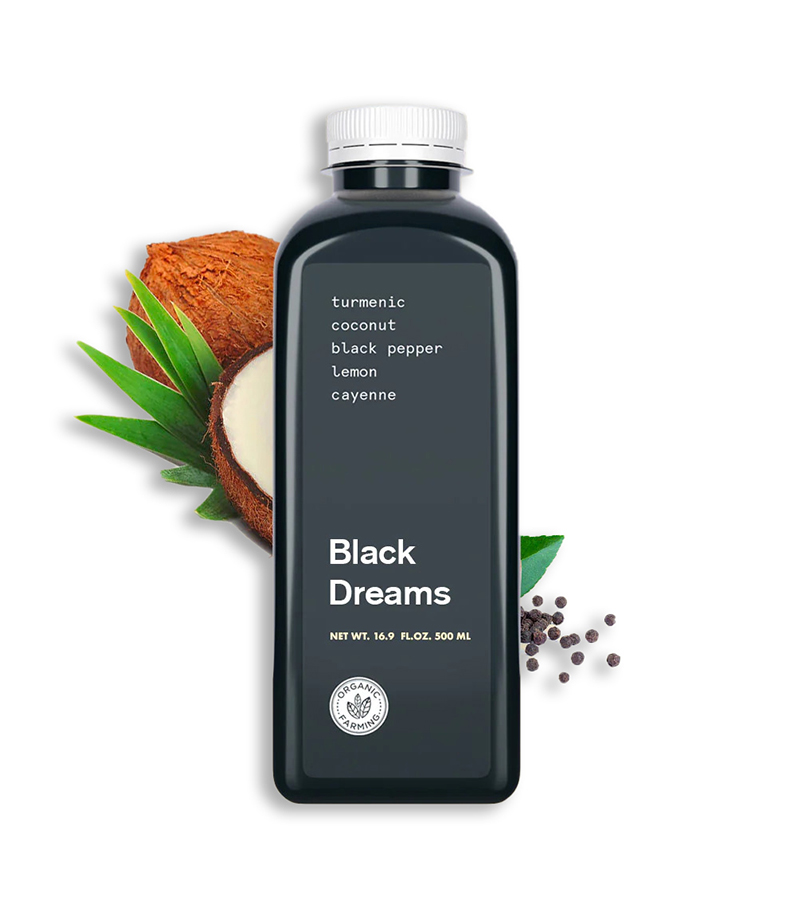 turmenic
coconut
black pepper
lemon
cayenne
Black
Dreams
NET WT. 16.9 FL.OZ. 500 ML
ORGANIC
FARMING